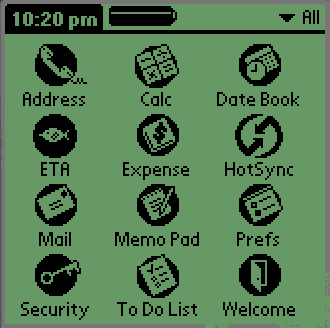 10:20 pm All
Address Calc Date Book
ETA Expense HotSync
Mail Memo Pad Prefs
Security To Do List Welcome